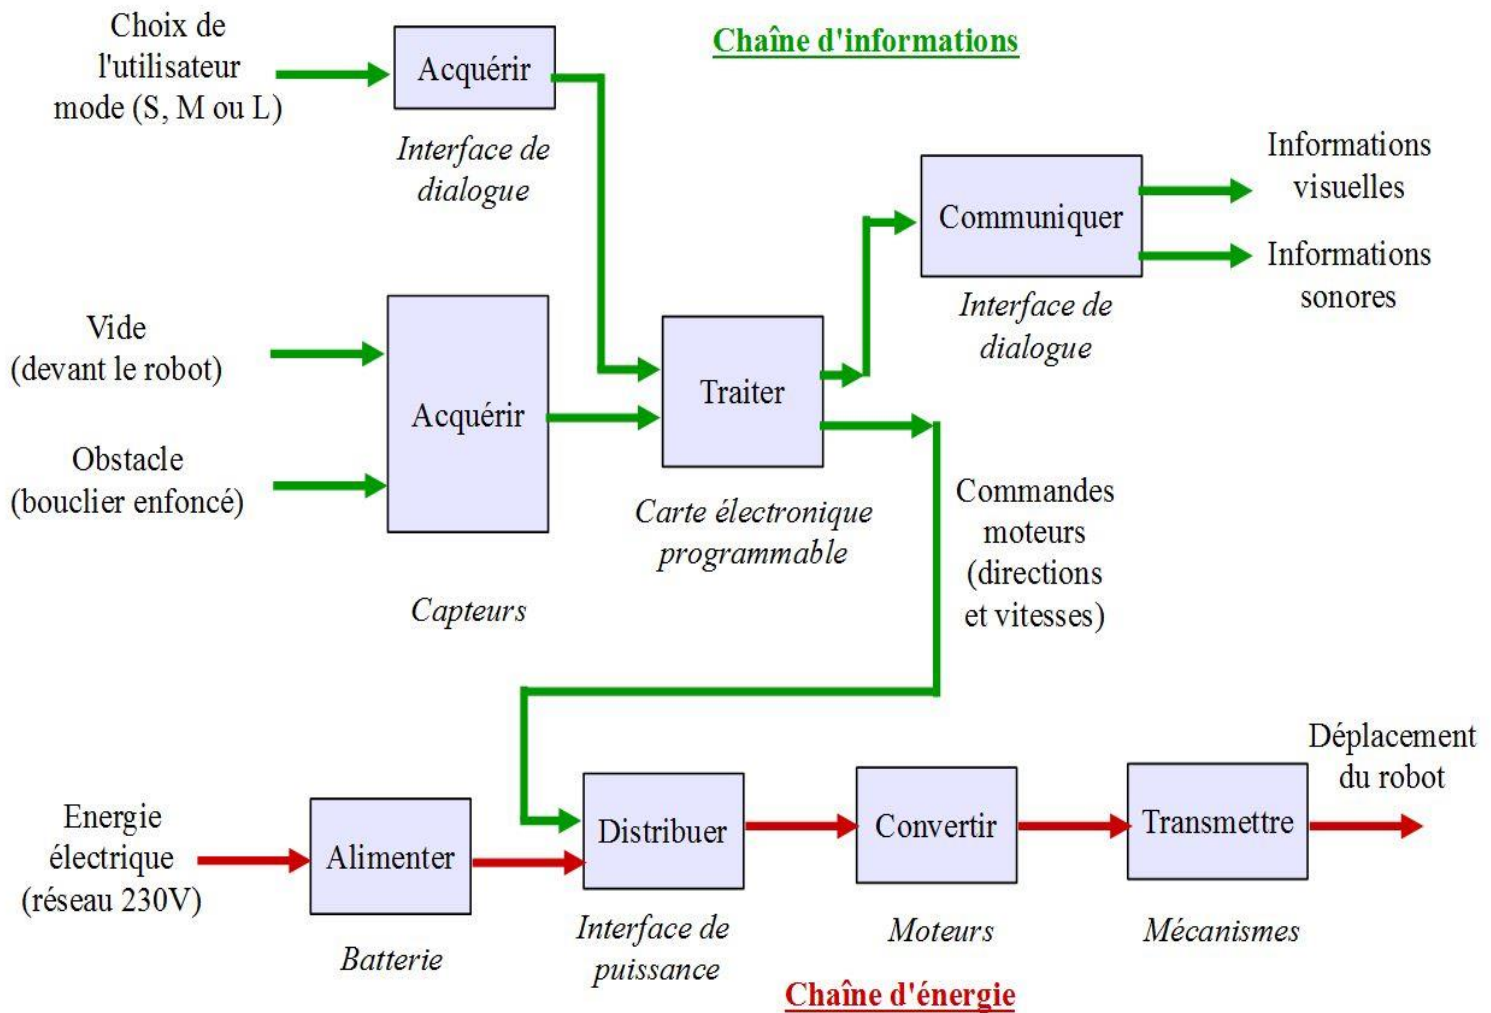 Choix de
l'utilisateur
mode (S, M ou L)
Acquérir
Interface de
dialogue
Chaîne d'informations
Communiquer
Interface de
dialogue
Informations
visuelles
Informations
sonores
Vide
(devant le robot)
Obstacle
(bouclier enfoncé)
Acquérir
Capteurs
Traiter
Carte électronique
programmable
Commandes
moteurs
(directions
et vitesses)
Energie
électrique
(réseau 230V)
Alimenter
Batterie
Distribuer
Interface de
puissance
Convertir
Moteurs
Transmettre
Mécanismes
Déplacement
du robot
Chaîne d'énergie